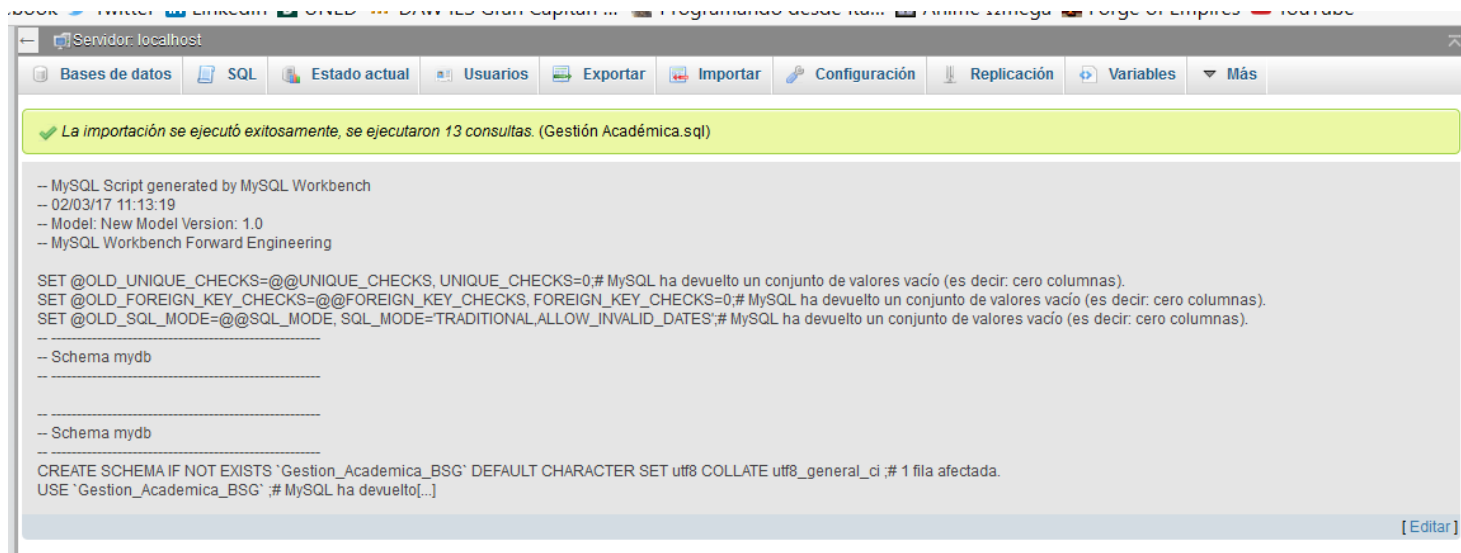 Servidor: localhost
Bases de datos SQL Estado actual Usuarios Exportar Importar Configuración Replicación Variables Más
La importación se ejecutó exitosamente, se ejecutaron 13 consultas. (Gestión Académica.sql)
-- MySQL Script generated by MySQL Workbench
-- 02/03/17 11:13:19
-- Model: New Model Version: 1.0
-- MySQL Workbench Forward Engineering
SET @OLD_UNIQUE_CHECKS=@@UNIQUE_CHECKS, UNIQUE_CHECKS=0;# MySQL ha devuelto un conjunto de valores vacío (es decir: cero columnas).
SET @OLD_FOREIGN_KEY_CHECKS=@@FOREIGN_KEY_CHECKS, FOREIGN_KEY_CHECKS=0;# MySQL ha devuelto un conjunto de valores vacío (es decir: cero columnas).
SET @OLD_SQL_MODE=@@SQL_MODE, SQL_MODE='TRADITIONAL,ALLOW_INVALID_DATES';# MySQL ha devuelto un conjunto de valores vacío (es decir: cero columnas).
-- -----------------------------------------------------
-- Schema mydb
-- -----------------------------------------------------
-- -----------------------------------------------------
-- Schema mydb
-- -----------------------------------------------------
CREATE SCHEMA IF NOT EXISTS `Gestion_Academica_BSG` DEFAULT CHARACTER SET utf8 COLLATE utf8_general_ci ;# 1 fila afectada.
USE `Gestion_Academica_BSG` ;# MySQL ha devuelto[...]
[ Editar ]